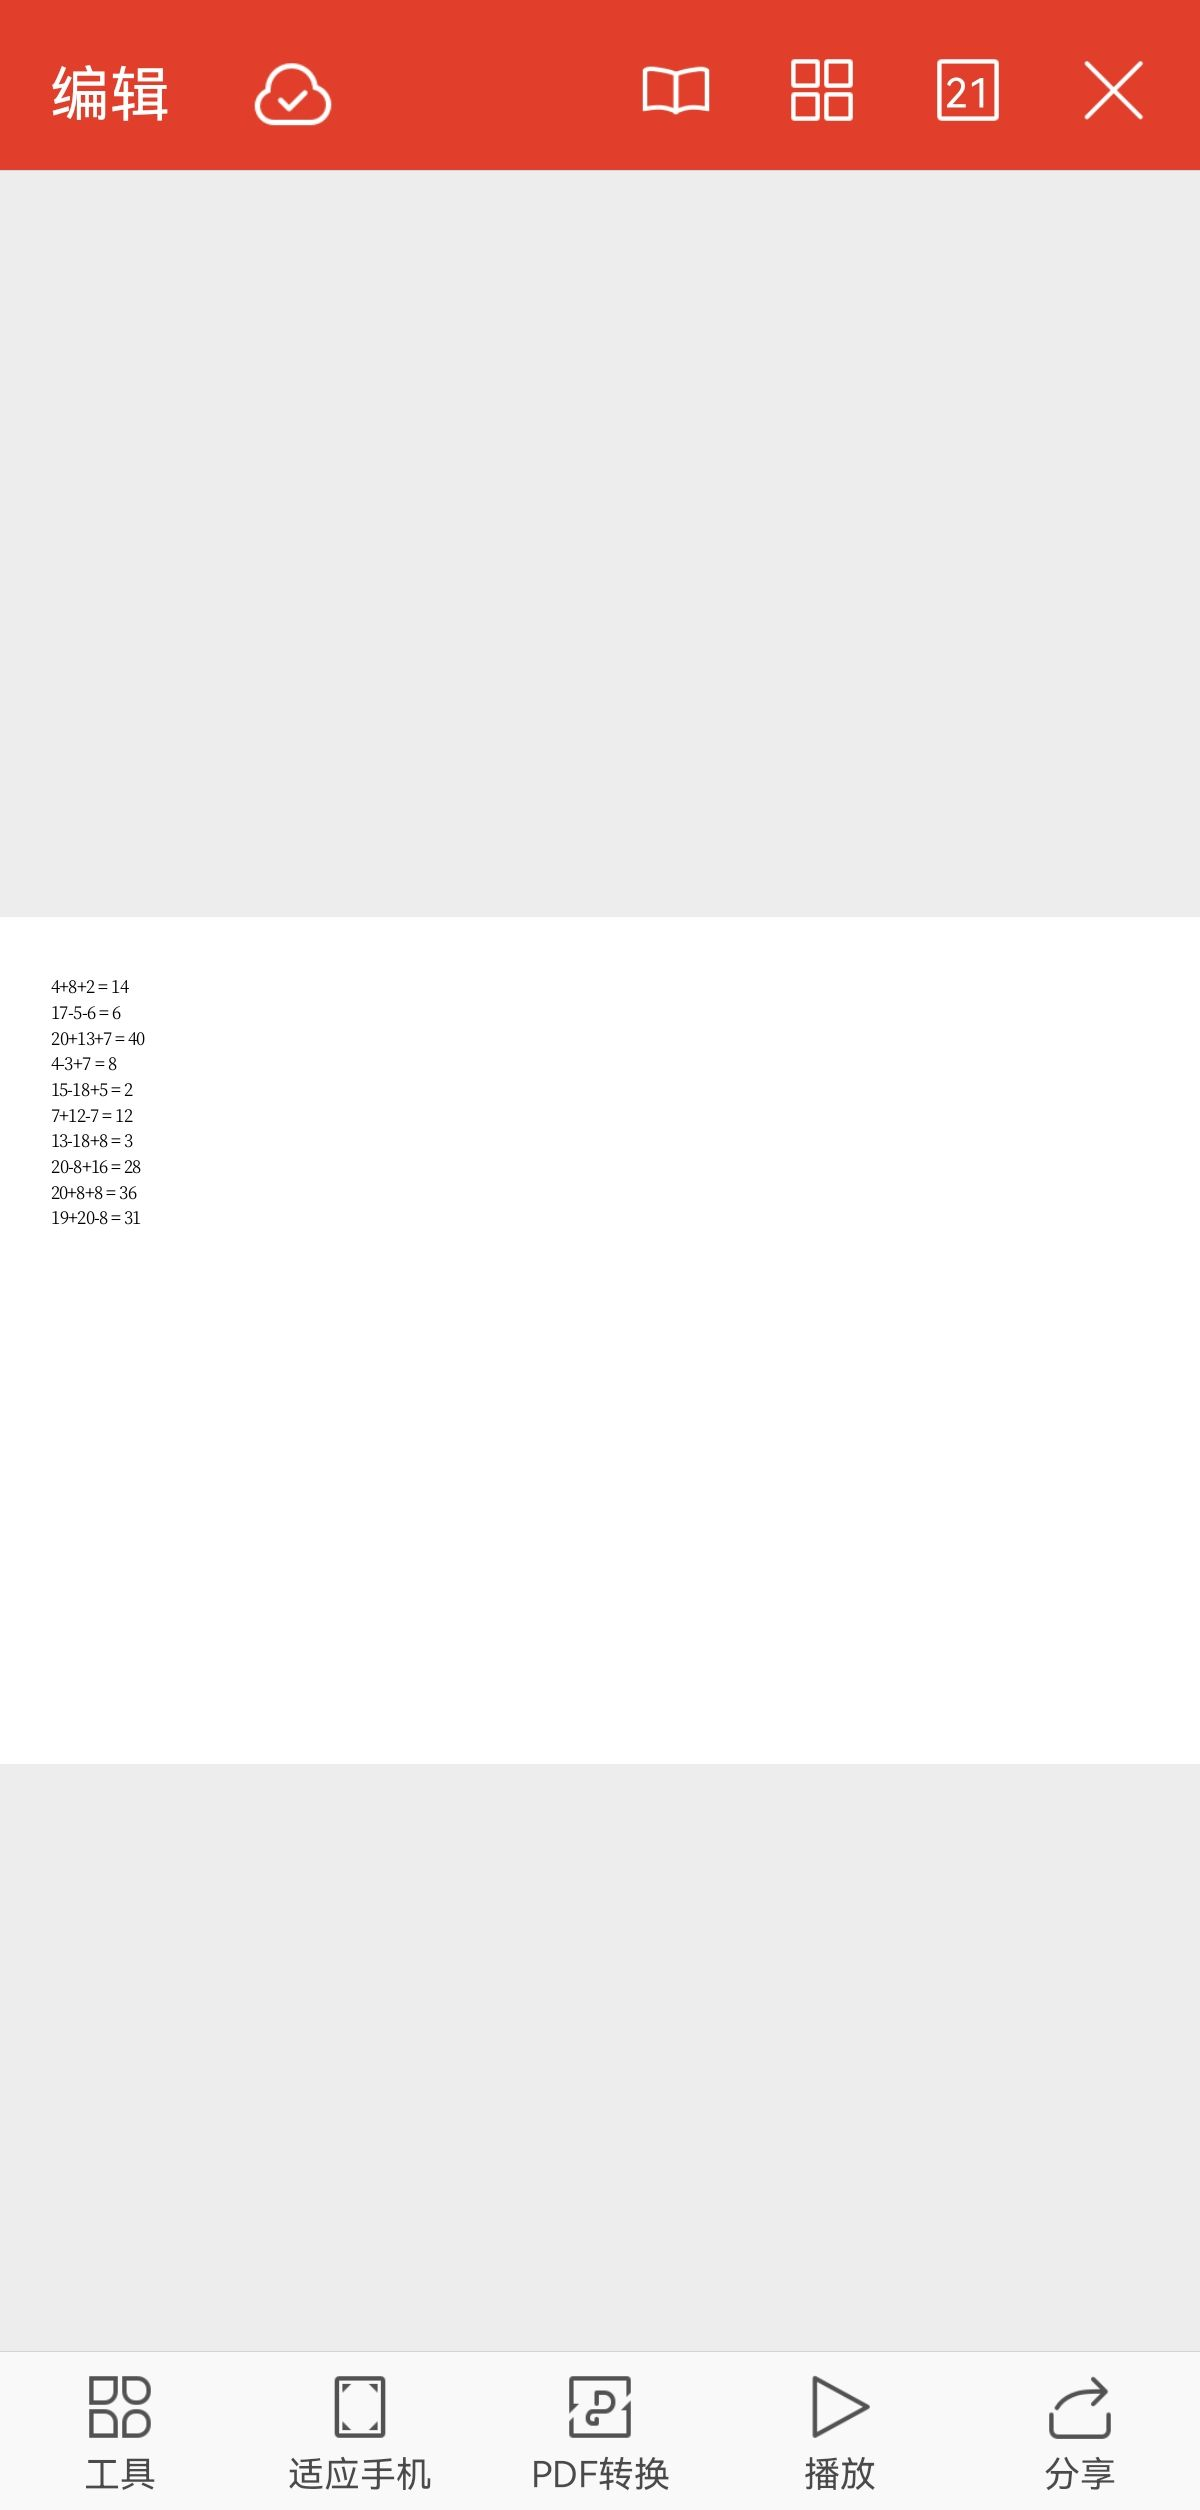 编辑 21
4+8+2 = 14
17-5-6 = 6
20+13+7 = 40
4-3+7 = 8
15-18+5 = 2
7+12-7 = 12
13-18+8 = 3
20-8+16 = 28
20+8+8 = 36
19+20-8 = 31
工具 适应手机 PDF转换 播放 分享